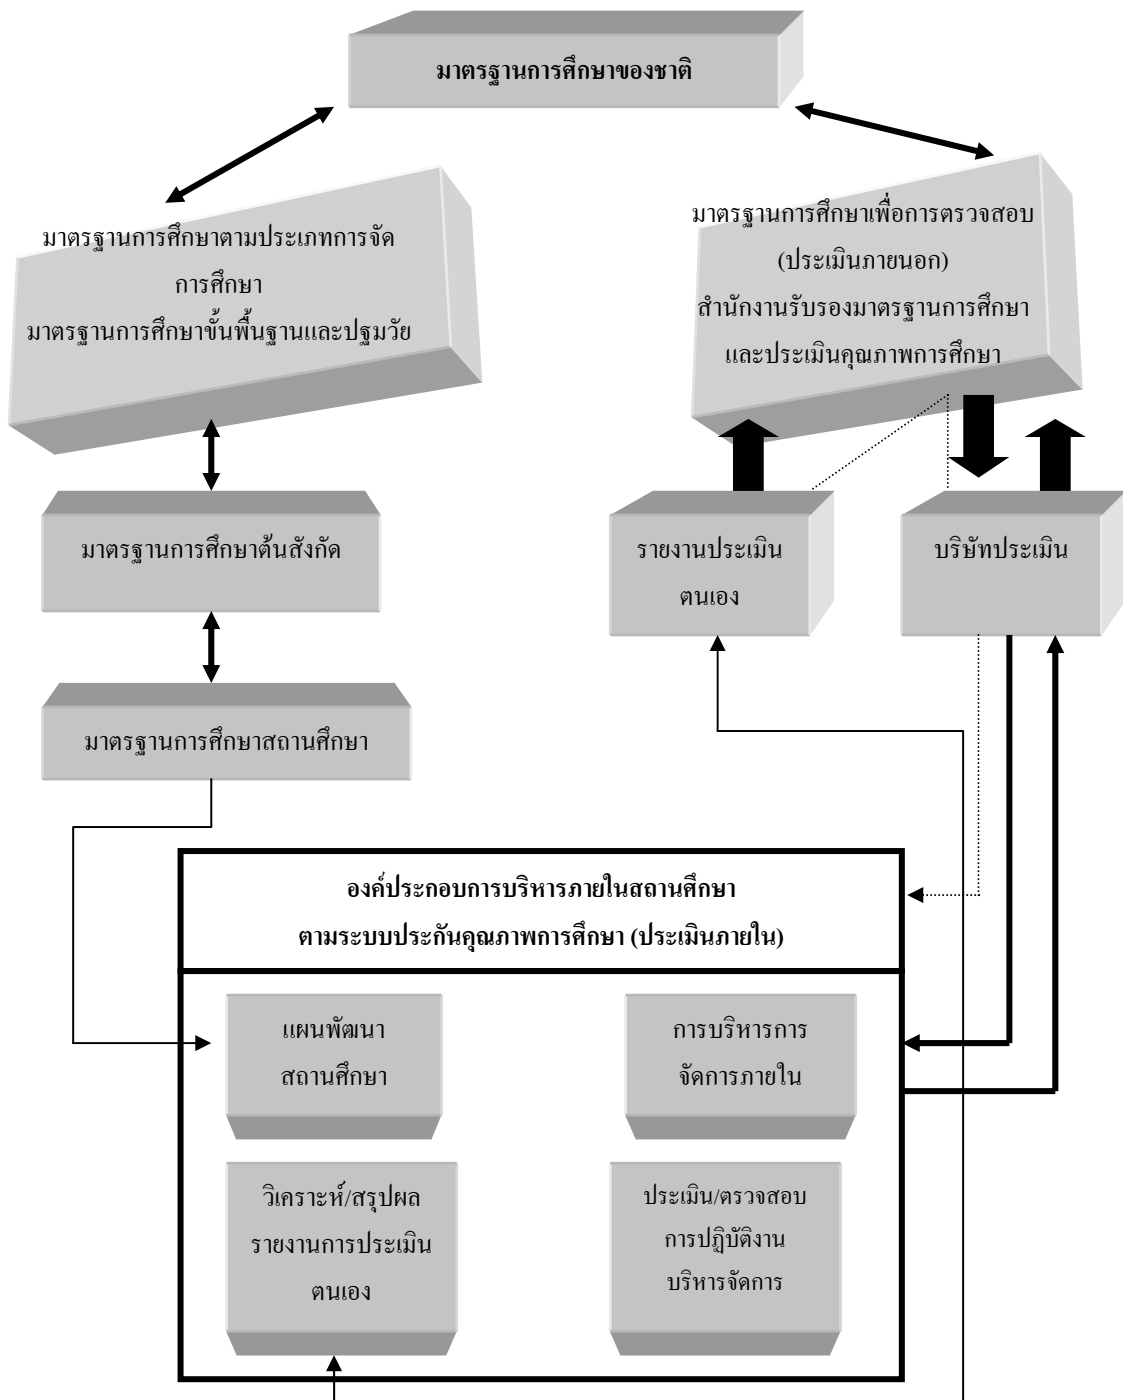 มาตรฐานการศึกษาของชาติ
มาตรฐานการศึกษาตามประเภทการจัด
การศึกษา
มาตรฐานการศึกษาขั้นพื้นฐานและปฐมวัย
มาตรฐานการศึกษาเพื่อการตรวจสอบ
(ประเมินภายนอก)
สำนักงานรับรองมาตรฐานการศึกษา
และประเมินคุณภาพการศึกษา
มาตรฐานการศึกษาต้นสังกัด
รายงานประเมิน
ตนเอง
บริษัทประเมิน
มาตรฐานการศึกษาสถานศึกษา
องค์ประกอบการบริหารภายในสถานศึกษา
ตามระบบประกันคุณภาพการศึกษา (ประเมินภายใน)
แผนพัฒนา
สถานศึกษา
การบริหารการ
จัดการภายใน
วิเคราะห์/สรุปผล
รายงานการประเมิน
ตนเอง
ประเมิน/ตรวจสอบ
การปฏิบัติงาน
บริหารจัดการ